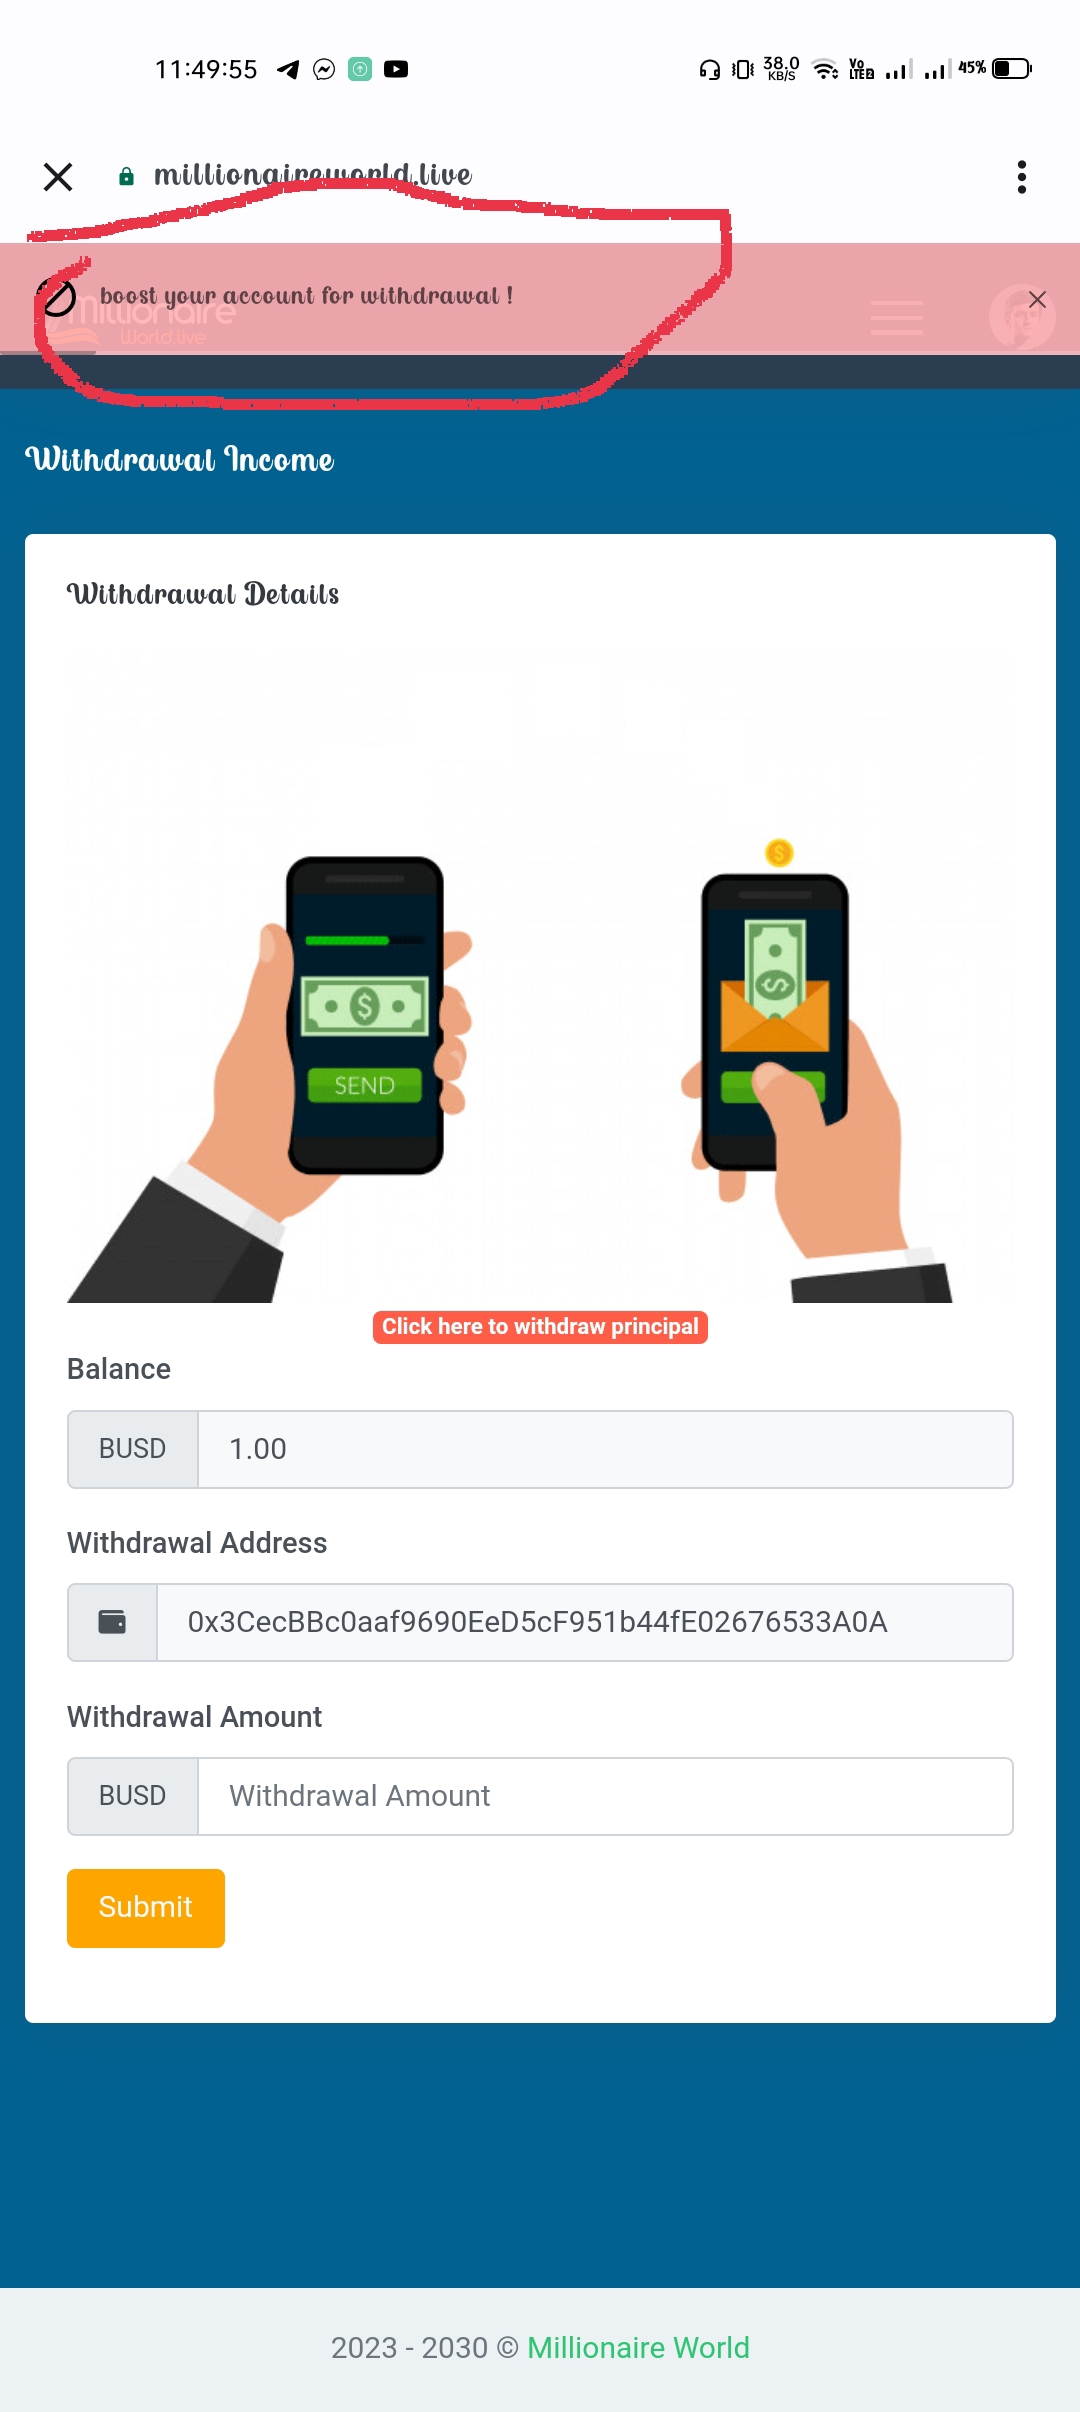 11:49:55
38.0
KB/S
Vo
LTE2
45%
millionaireworld.live
boost your account for withdrawal !
Millionaire
World.live
Withdrawal Income
Withdrawal Details
SEND
Click here to withdraw principal
Balance
BUSD
1.00
Withdrawal Address
0x3CecBBc0aaf9690EeD5cF951b44fE02676533A0A
Withdrawal Amount
BUSD
Withdrawal Amount
Submit
2023 - 2030 © Millionaire World